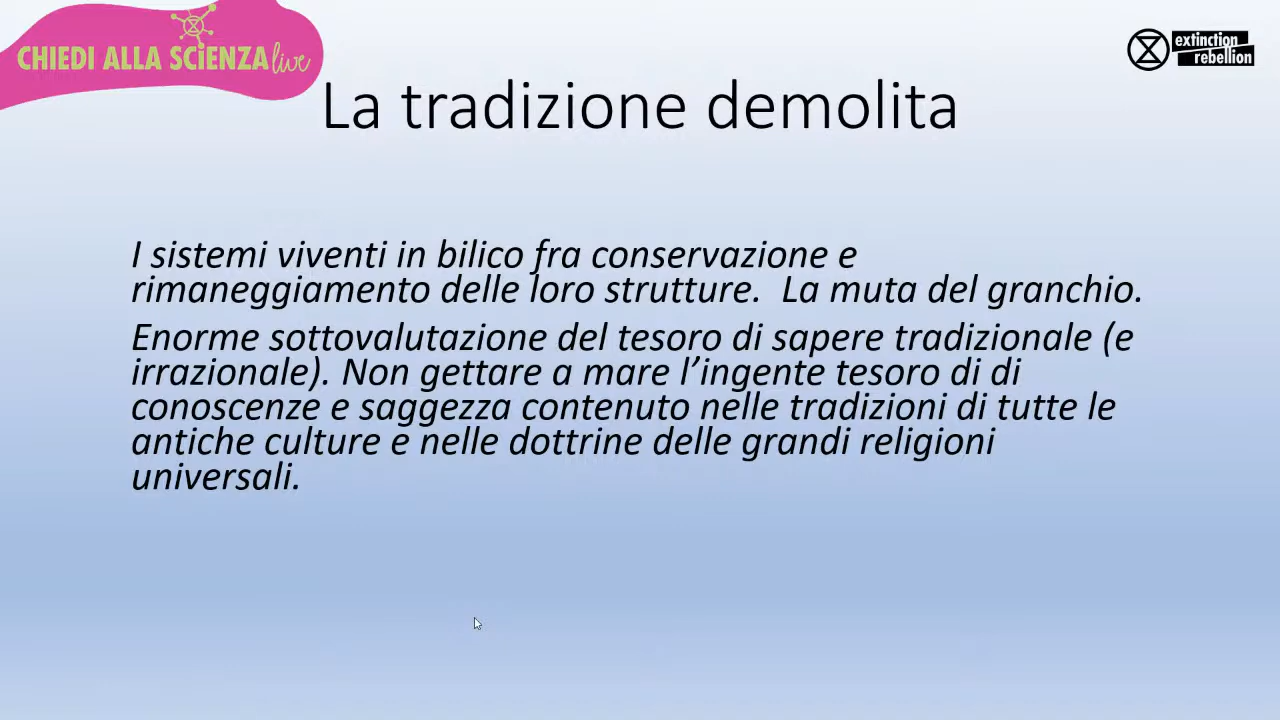 CHIEDI ALLA SCiENZA live
extinction
rebellion
La tradizione demolita
I sistemi viventi in bilico fra conservazione e
rimaneggiamento delle loro strutture.  La muta del granchio.
Enorme sottovalutazione del tesoro di sapere tradizionale (e
irrazionale). Non gettare a mare l’ingente tesoro di di
conoscenze e saggezza contenuto nelle tradizioni di tutte le
antiche culture e nelle dottrine delle grandi religioni
universali.